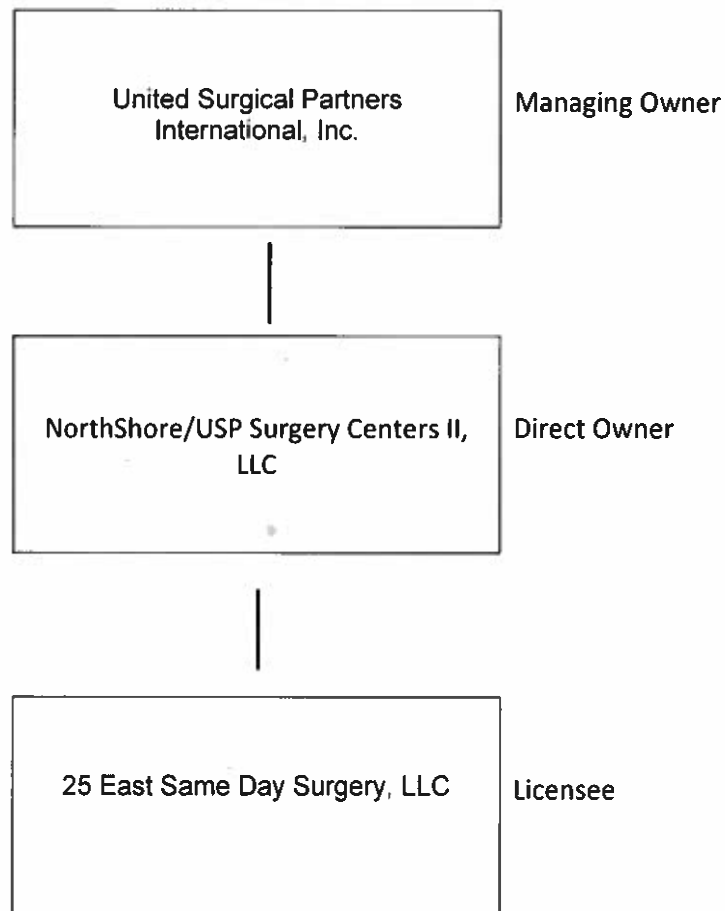 United Surgical Partners
International, Inc.
Managing Owner
NorthShore/USP Surgery Centers II,
LLC
Direct Owner
25 East Same Day Surgery, LLC
Licensee